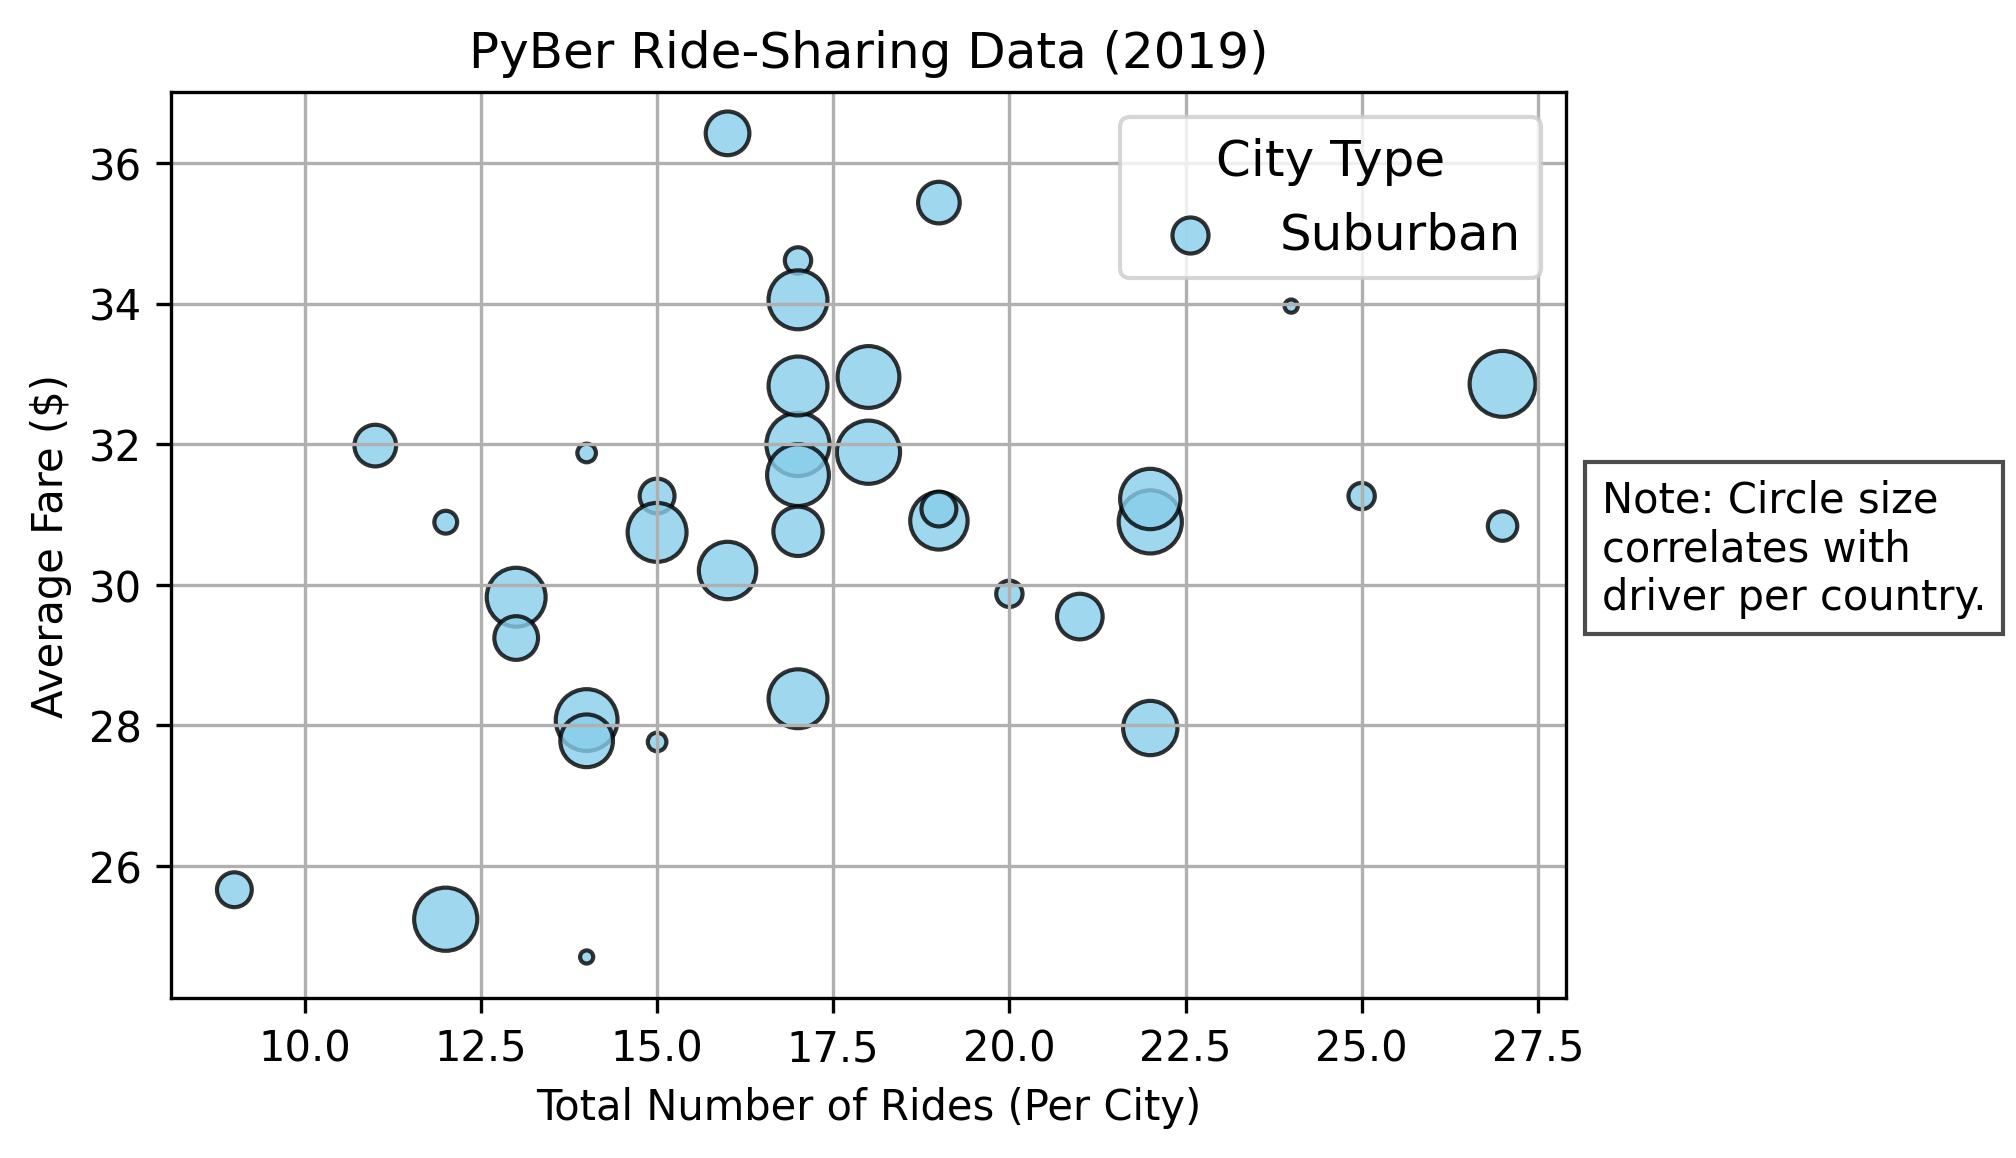 PyBer Ride-Sharing Data (2019)
City Type
Suburban
Average Fare ($)
36
34
32
30
28
26
10.0 12.5 15.0 17.5 20.0 22.5 25.0 27.5
Total Number of Rides (Per City)
Note: Circle size
correlates with
driver per country.